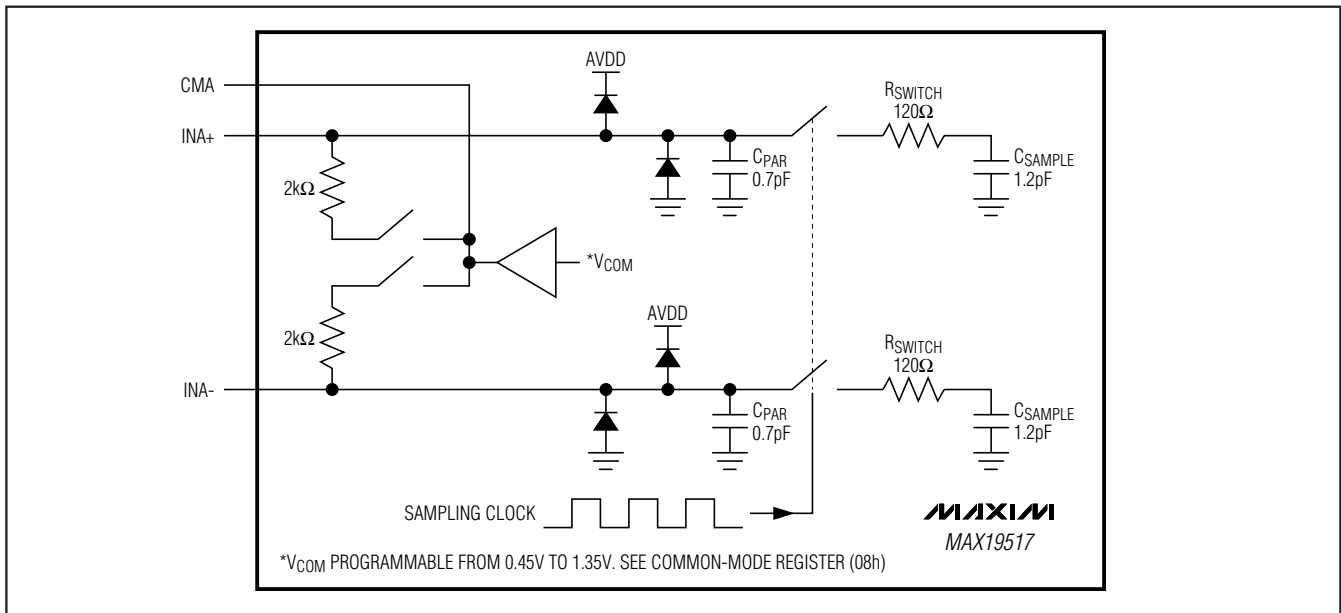 AVDD
CMA
RSWITCH
120Ω
INA+
CPAR
0.7pF
CSAMPLE
1.2pF
2kΩ
*VCOM
AVDD
2kΩ
RSWITCH
120Ω
INA-
CPAR
0.7pF
CSAMPLE
1.2pF
SAMPLING CLOCK
MAXIM
MAX19517
*VCOM PROGRAMMABLE FROM 0.45V TO 1.35V. SEE COMMON-MODE REGISTER (08h)